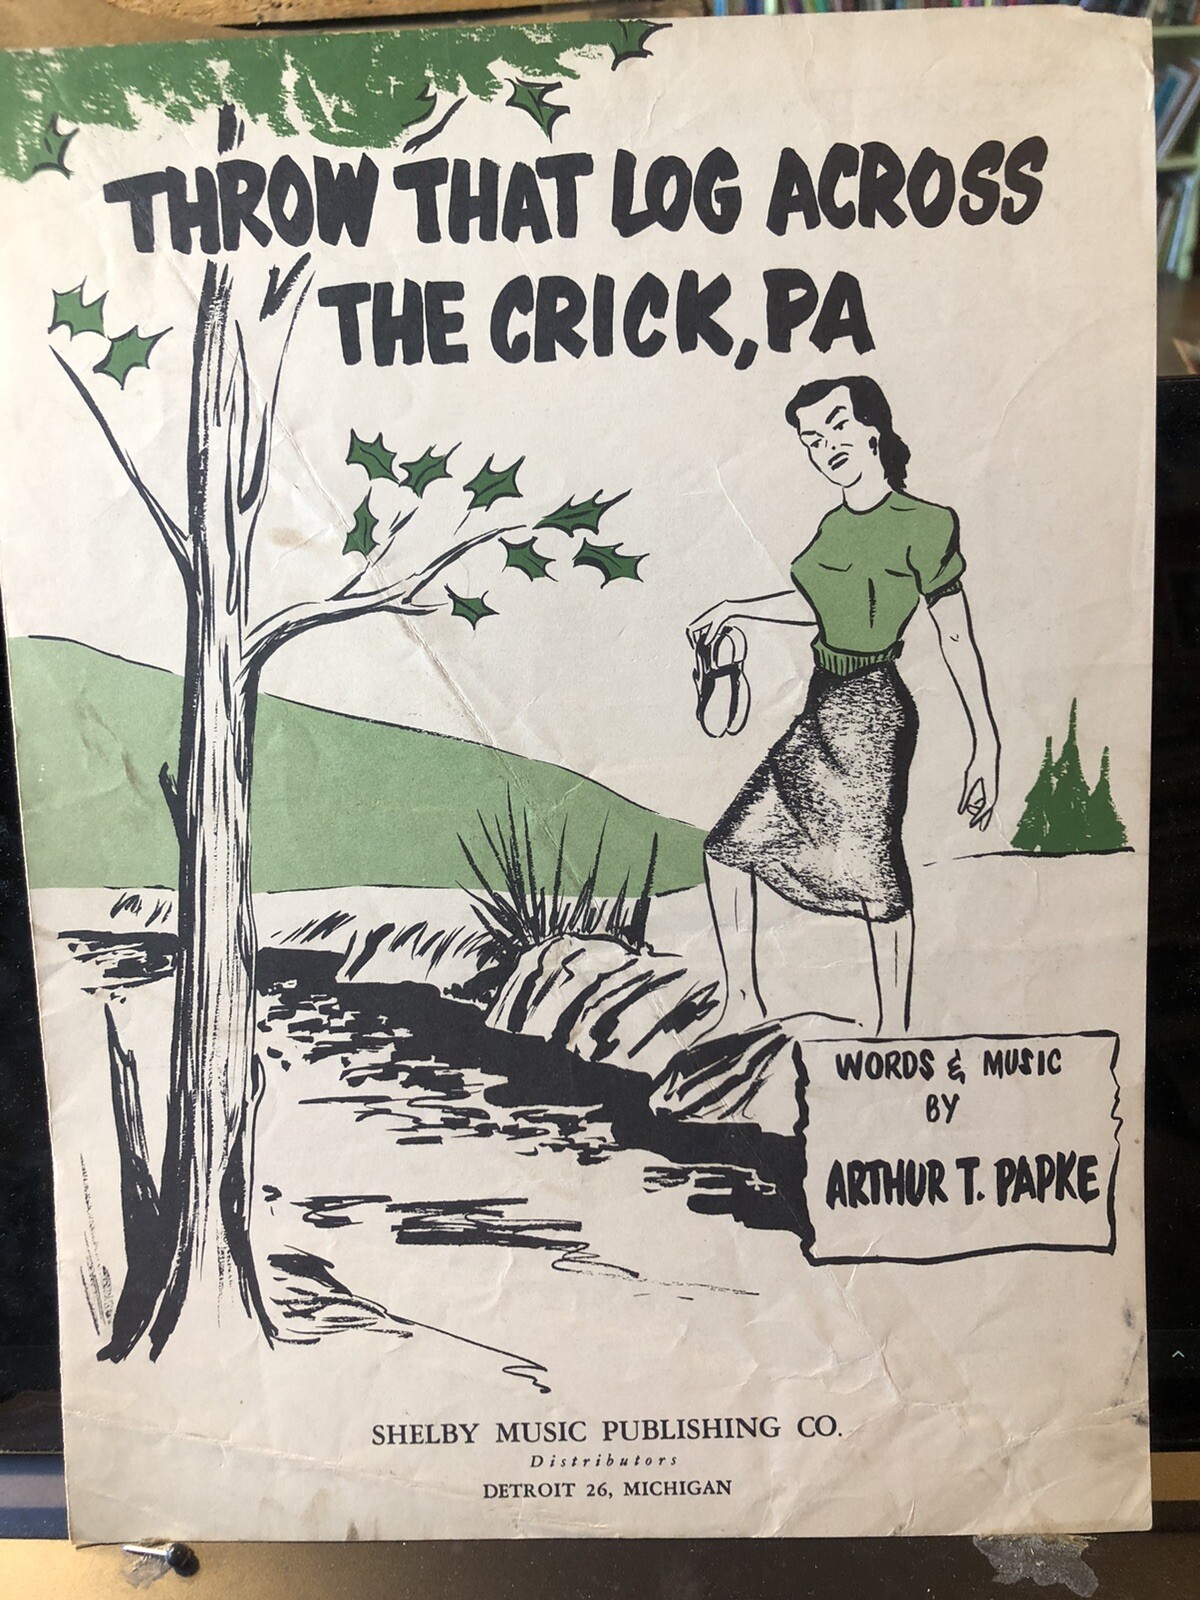 THROW THAT LOG ACROSS
THE CRICK, PA
WORDS & MUSIC
BY
ARTHUR T. PAPKE
SHELBY MUSIC PUBLISHING CO.
Distributors
DETROIT 26, MICHIGAN